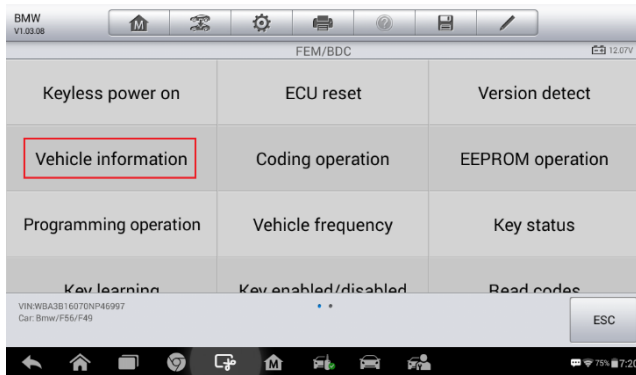 BMW
V1.03.08
FEM/BDC
12.07V
Keyless power on
ECU reset
Version detect
Vehicle information
Coding operation
EEPROM operation
Programming operation
Vehicle frequency
Key status
Key learning
Key enabled/disabled
Read codes
VIN:WBA3B16070NP46997
Car: Bmw/F56/F49
ESC
M
75% 7:20